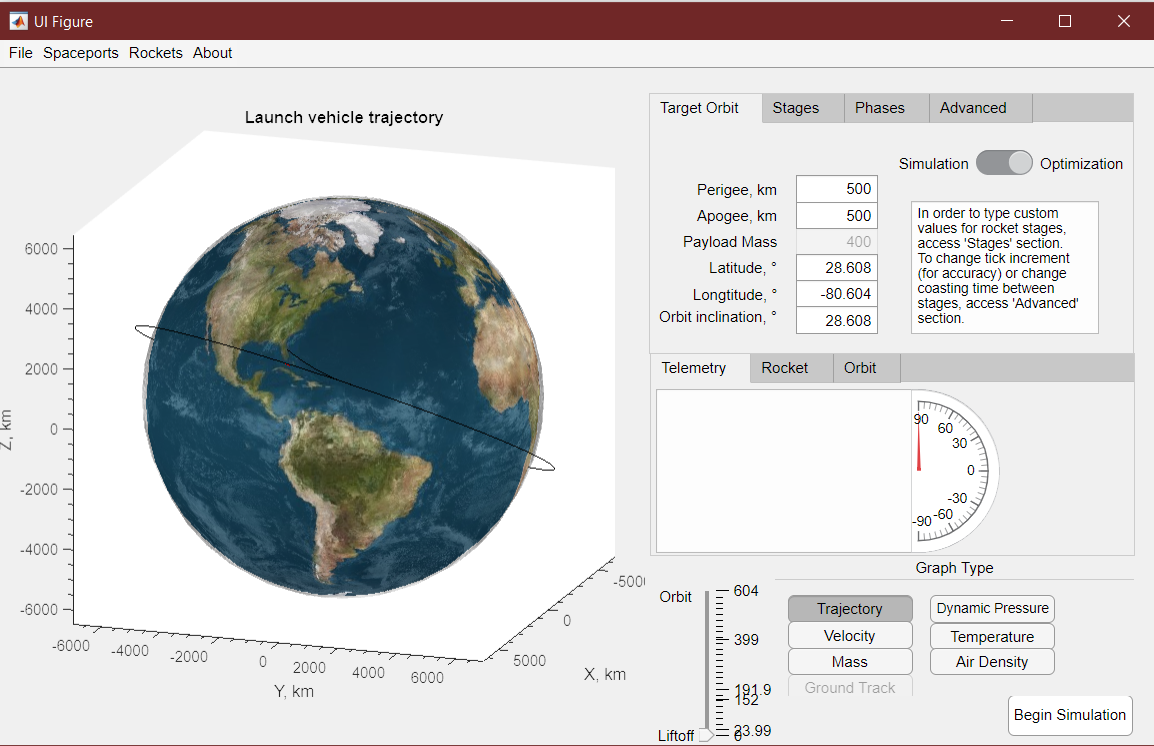 UI Figure
File Spaceports Rockets About
Launch vehicle trajectory
Z, km
6000
4000
2000
0
-2000
-4000
-6000
-6000 -4000 -2000 0 2000 4000 6000
Y, km
5000 0 -5000
X, km
Target Orbit Stages Phases Advanced
Simulation Optimization
Perigee, km 500
Apogee, km 500
Payload Mass 400
Latitude, ° 28.608
Longtitude, ° -80.604
Orbit inclination, ° 28.608
In order to type custom
values for rocket stages,
access 'Stages' section.
To change tick increment
(for accuracy) or change
coasting time between
stages, access 'Advanced'
section.
Telemetry Rocket Orbit
90
60
30
0
-30
-60
-90
Orbit
Liftoff
604
399
191.9
152
23.99
0
Graph Type
Trajectory Dynamic Pressure
Velocity Temperature
Mass Air Density
Ground Track
Begin Simulation